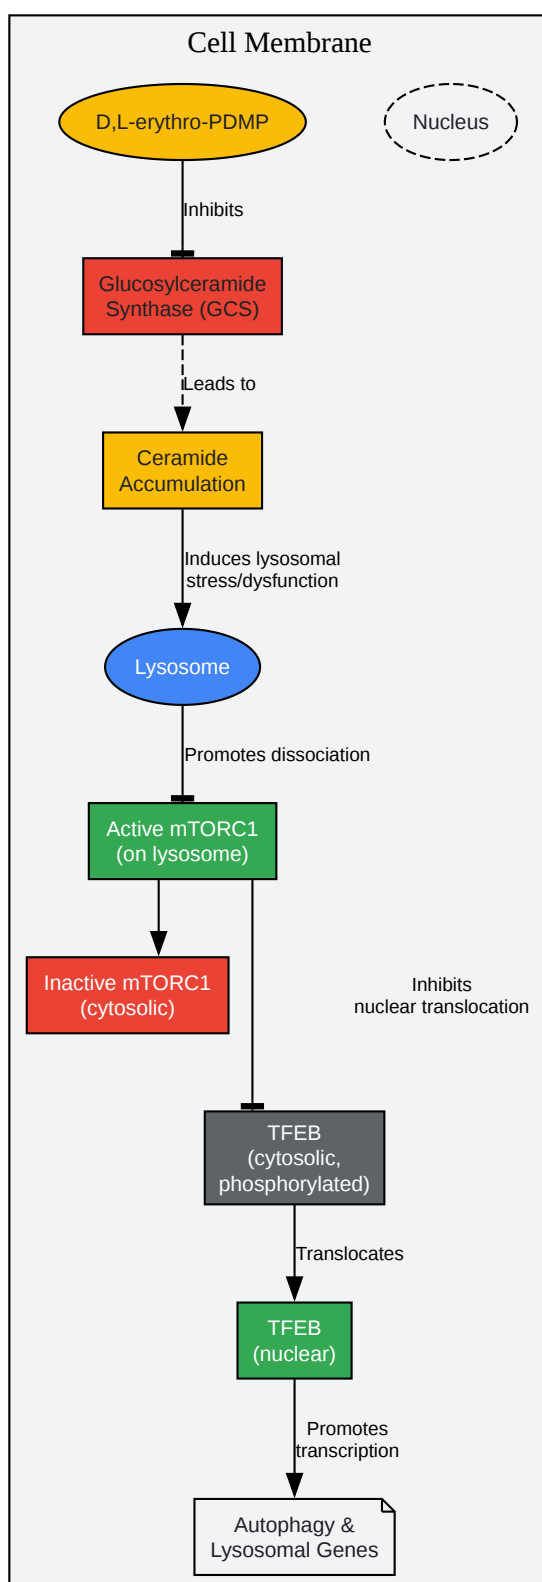 Cell Membrane
D,L-erythro-PDMP
Nucleus
Inhibits
Glucosylceramide
Synthase (GCS)
Leads to
Ceramide
Accumulation
Induces lysosomal
stress/dysfunction
Lysosome
Promotes dissociation
Active mTORC1
(on lysosome)
Inactive mTORC1
(cytosolic)
Inhibits
nuclear translocation
TFEB
(cytosolic,
phosphorylated)
Translocates
TFEB
(nuclear)
Promotes
transcription
Autophagy &
Lysosomal Genes